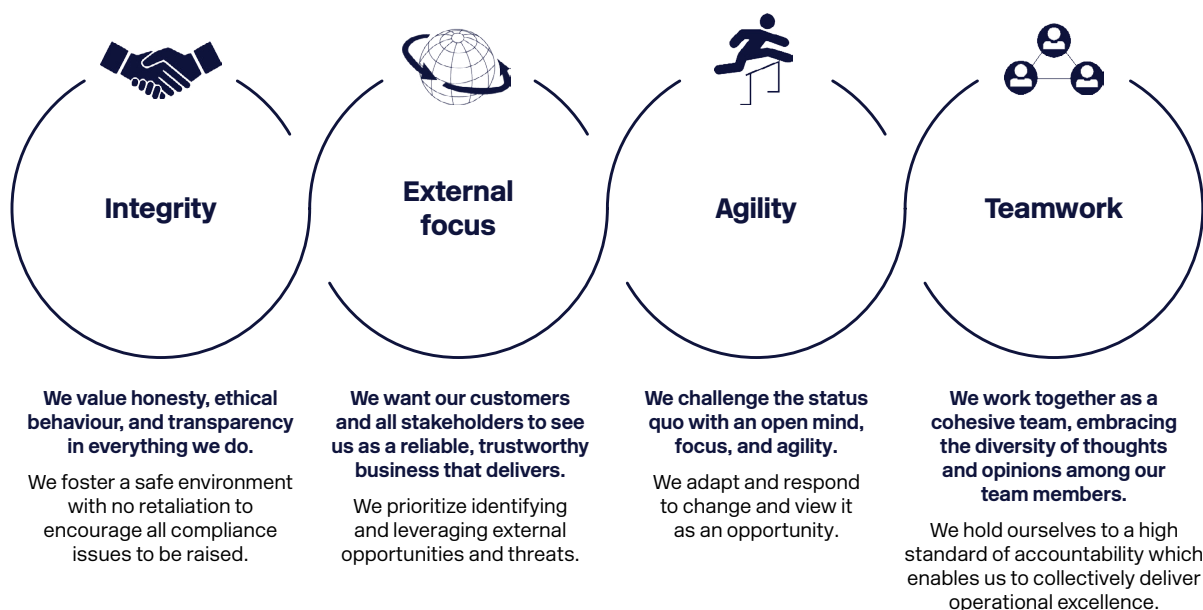 Integrity
We value honesty, ethical
behaviour, and transparency
in everything we do.
We foster a safe environment
with no retaliation to
encourage all compliance
issues to be raised.
External
focus
We want our customers
and all stakeholders to see
us as a reliable, trustworthy
business that delivers.
We prioritize identifying
and leveraging external
opportunities and threats.
Agility
We challenge the status
quo with an open mind,
focus, and agility.
We adapt and respond
to change and view it
as an opportunity.
Teamwork
We work together as a
cohesive team, embracing
the diversity of thoughts
and opinions among our
team members.
We hold ourselves to a high
standard of accountability which
enables us to collectively deliver
operational excellence.